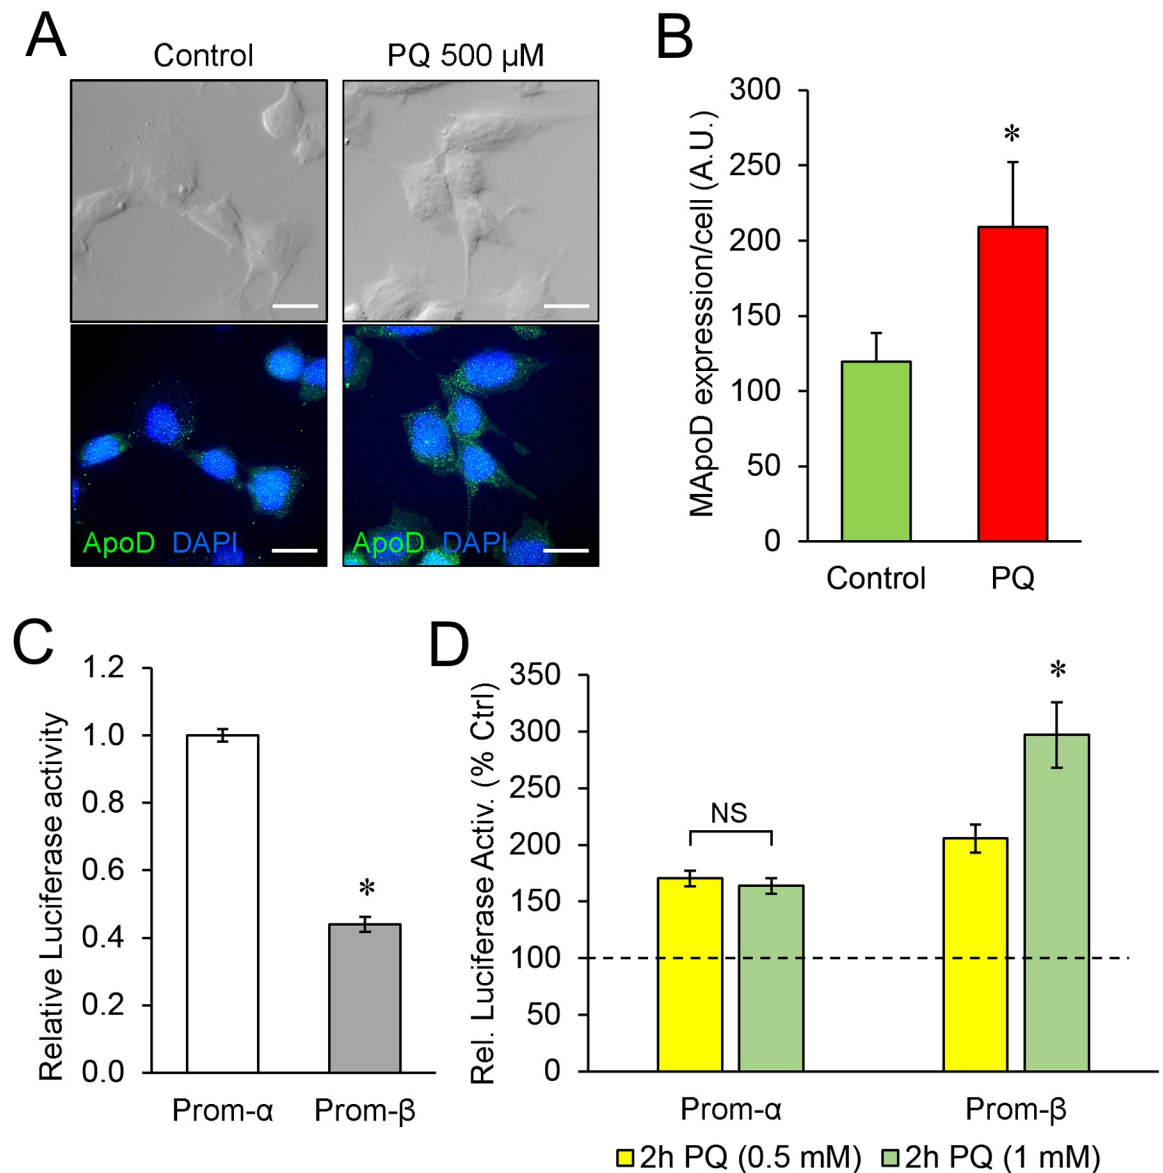 A
Control
PQ 500 µM
ApoD DAPI
ApoD DAPI
B
MApoD expression/cell (A.U.)
300
250
200
150
100
50
0
*
Control
PQ
C
Relative Luciferase activity
1.2
1.0
0.8
0.6
0.4
0.2
0.0
*
Prom-α
Prom-β
D
Rel. Luciferase Activ. (% Ctrl)
350
300
250
200
150
100
50
0
NS
*
Prom-α
Prom-β
2h PQ (0.5 mM)
2h PQ (1 mM)